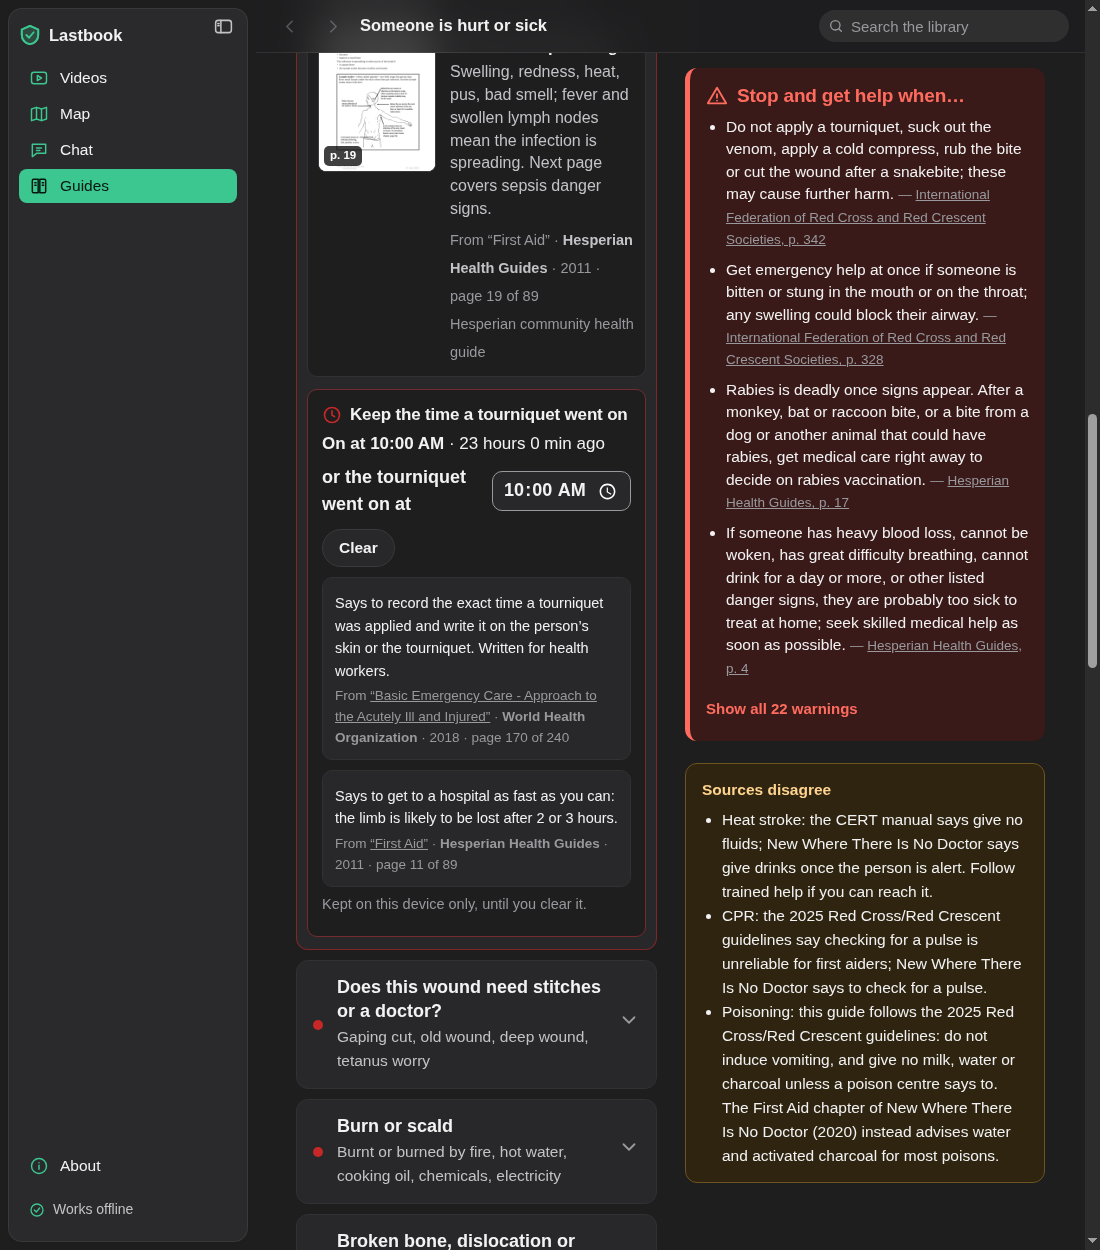 Lastbook
Videos
Map
Chat
Guides
About
Works offline
Someone is hurt or sick
Search the library
p. 19
Swelling, redness, heat,
pus, bad smell; fever and
swollen lymph nodes
mean the infection is
spreading. Next page
covers sepsis danger
signs.
From “First Aid” · Hesperian
Health Guides · 2011 ·
page 19 of 89
Hesperian community health
guide
Keep the time a tourniquet went on
On at 10:00 AM · 23 hours 0 min ago
or the tourniquet
went on at
10:00 AM
Clear
Says to record the exact time a tourniquet
was applied and write it on the person’s
skin or the tourniquet. Written for health
workers.
From “Basic Emergency Care - Approach to
the Acutely Ill and Injured” · World Health
Organization · 2018 · page 170 of 240
Says to get to a hospital as fast as you can:
the limb is likely to be lost after 2 or 3 hours.
From “First Aid” · Hesperian Health Guides ·
2011 · page 11 of 89
Kept on this device only, until you clear it.
Does this wound need stitches
or a doctor?
Gaping cut, old wound, deep wound,
tetanus worry
Burn or scald
Burnt or burned by fire, hot water,
cooking oil, chemicals, electricity
Broken bone, dislocation or
Stop and get help when…
Do not apply a tourniquet, suck out the
venom, apply a cold compress, rub the bite
or cut the wound after a snakebite; these
may cause further harm. — International
Federation of Red Cross and Red Crescent
Societies, p. 342
Get emergency help at once if someone is
bitten or stung in the mouth or on the throat;
any swelling could block their airway. —
International Federation of Red Cross and Red
Crescent Societies, p. 328
Rabies is deadly once signs appear. After a
monkey, bat or raccoon bite, or a bite from a
dog or another animal that could have
rabies, get medical care right away to
decide on rabies vaccination. — Hesperian
Health Guides, p. 17
If someone has heavy blood loss, cannot be
woken, has great difficulty breathing, cannot
drink for a day or more, or other listed
danger signs, they are probably too sick to
treat at home; seek skilled medical help as
soon as possible. — Hesperian Health Guides,
p. 4
Show all 22 warnings
Sources disagree
Heat stroke: the CERT manual says give no
fluids; New Where There Is No Doctor says
give drinks once the person is alert. Follow
trained help if you can reach it.
CPR: the 2025 Red Cross/Red Crescent
guidelines say checking for a pulse is
unreliable for first aiders; New Where There
Is No Doctor says to check for a pulse.
Poisoning: this guide follows the 2025 Red
Cross/Red Crescent guidelines: do not
induce vomiting, and give no milk, water or
charcoal unless a poison centre says to.
The First Aid chapter of New Where There
Is No Doctor (2020) instead advises water
and activated charcoal for most poisons.